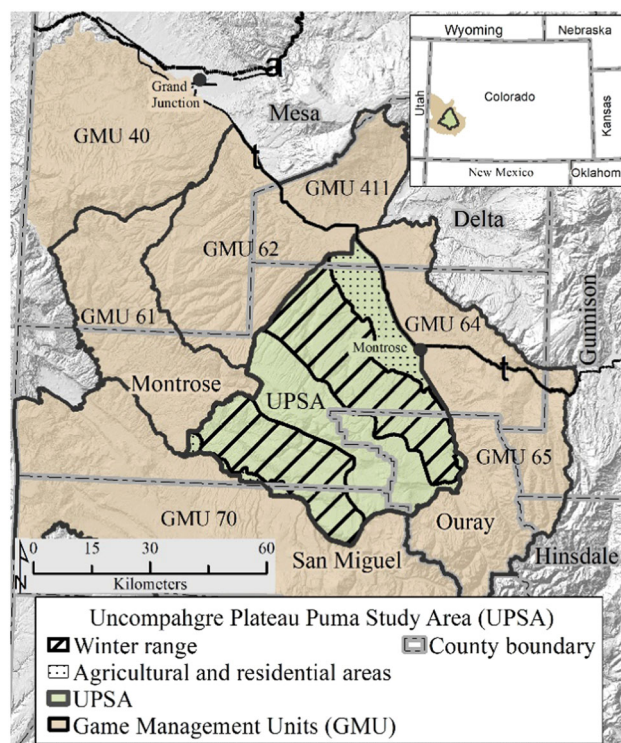 Wyoming
Nebraska
Utah
Colorado
Kansas
New Mexico
Oklahom
Grand
Junction
Mesa
GMU 40
GMU 411
Delta
GMU 62
GMU 61
GMU 64
Gunnison
Montrose
Montrose
UPSA
GMU 65
GMU 70
Ouray
San Miguel
Hinsdale
0 15 30 60
Kilometers
N
Uncompahgre Plateau Puma Study Area (UPSA)
Winter range
County boundary
Agricultural and residential areas
UPSA
Game Management Units (GMU)